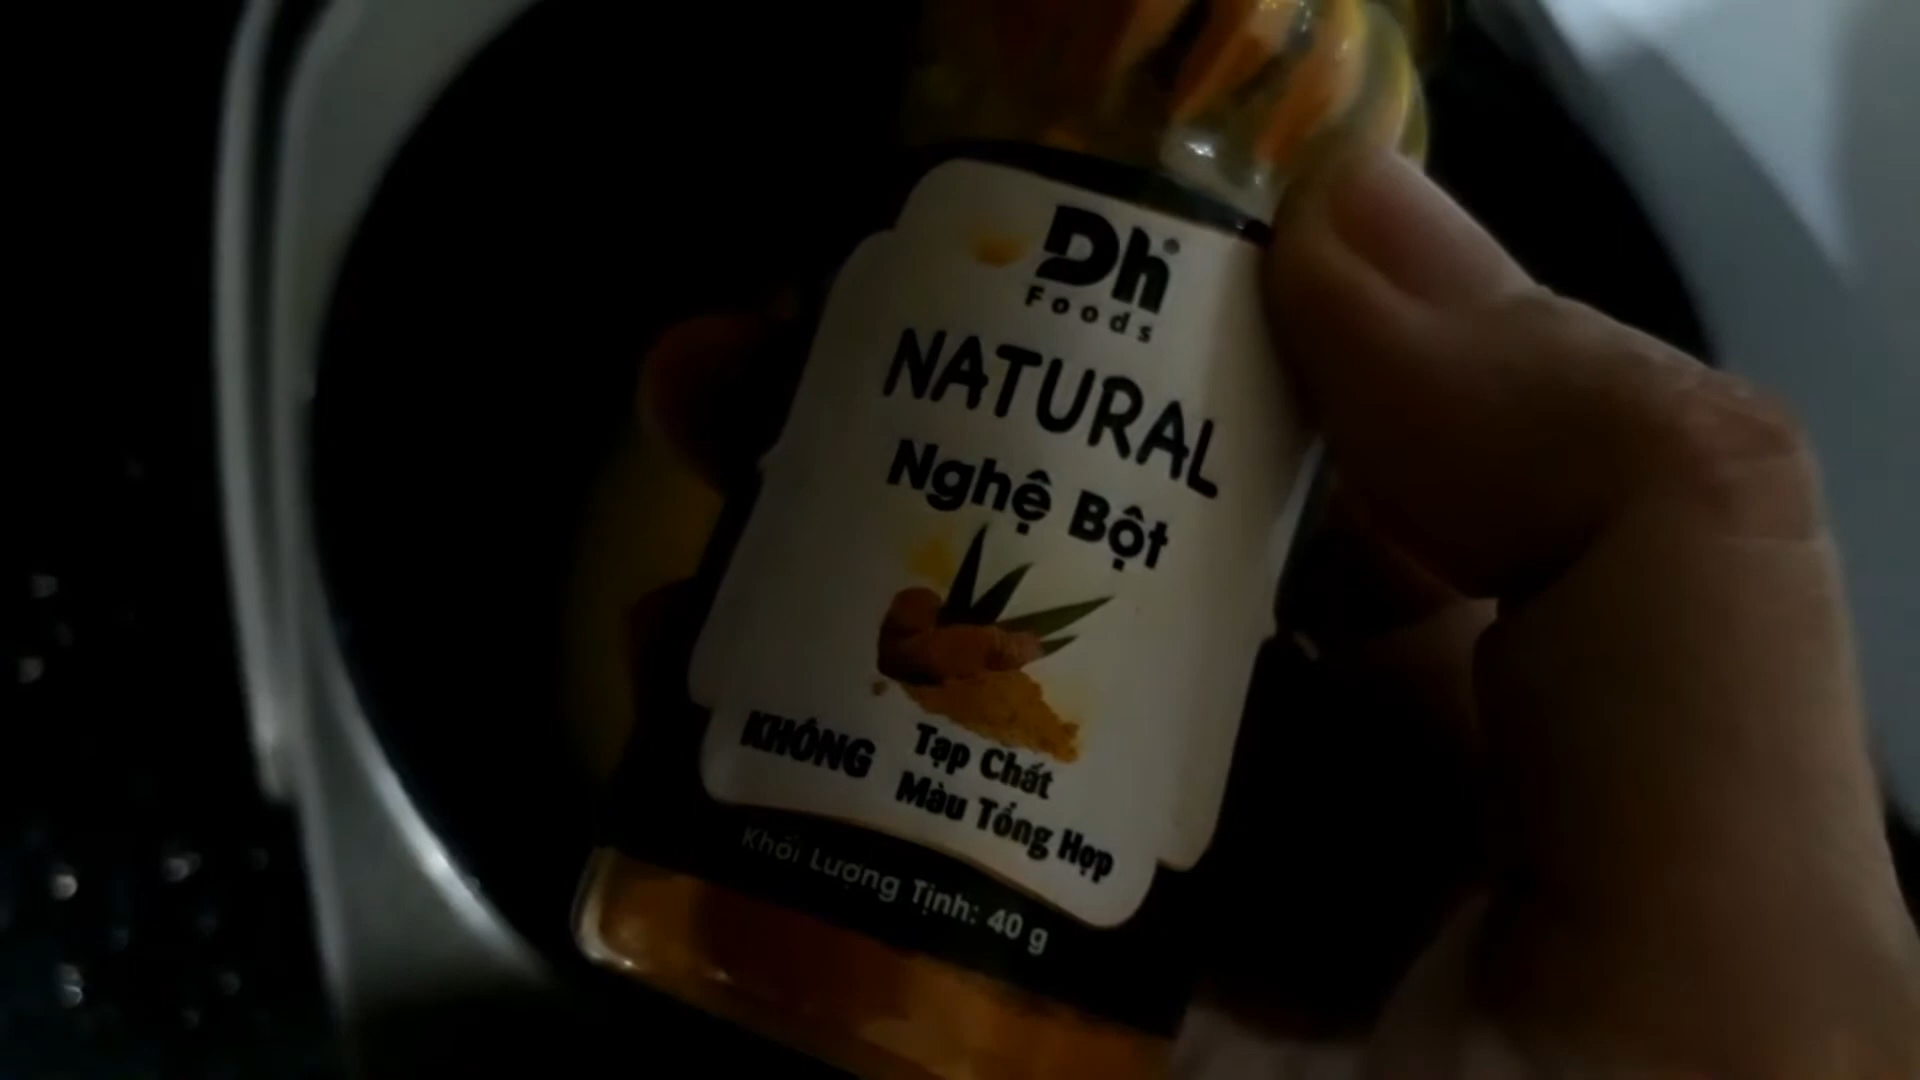 Dh®
Foods
NATURAL
Nghệ Bột
KHÔNG Tạp Chất
Màu Tổng Hợp
Khối Lượng Tịnh: 40 g